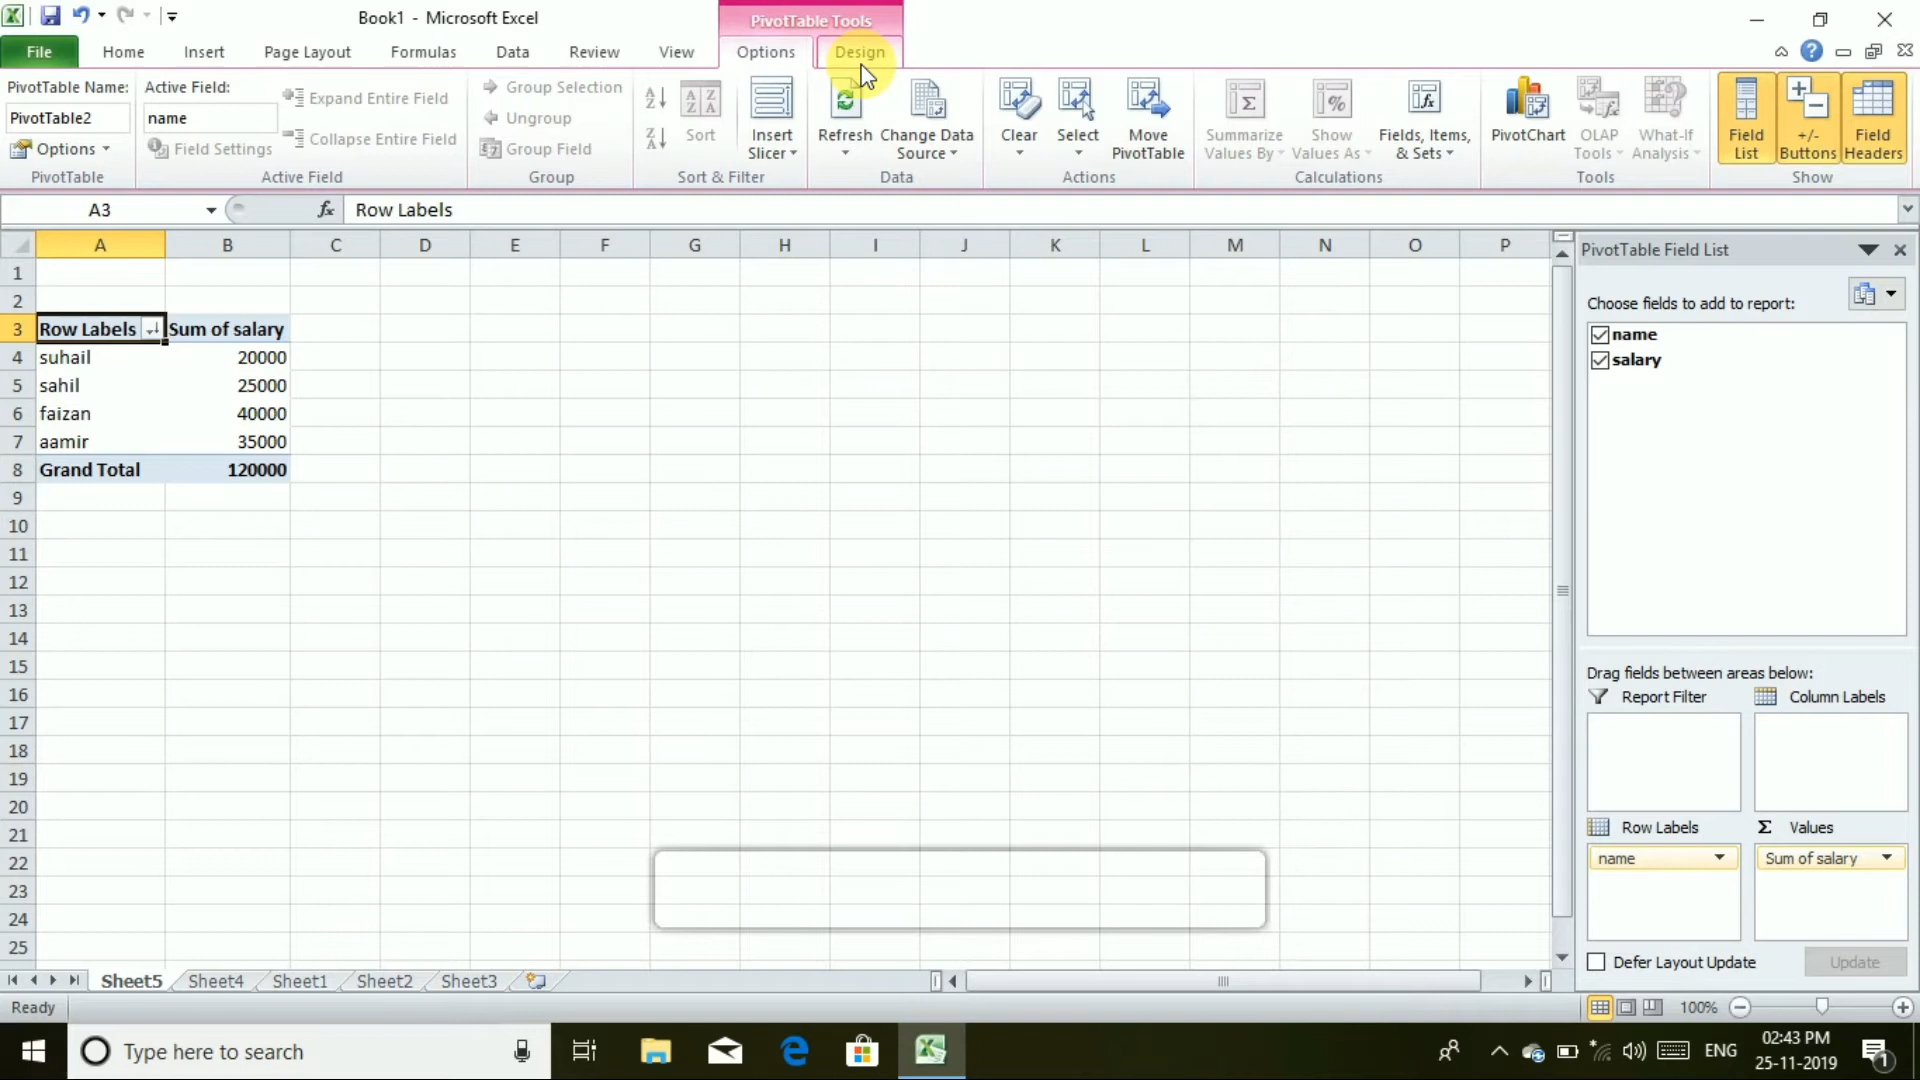 Book1 - Microsoft Excel
PivotTable Tools
File Home Insert Page Layout Formulas Data Review View Options Design
PivotTable Name:
PivotTable2
Options
PivotTable
Active Field:
name
Field Settings
Expand Entire Field
Collapse Entire Field
Active Field
Group Selection
Ungroup
Group Field
Group
Sort
Insert Slicer
Sort & Filter
Refresh
Change Data Source
Data
Clear
Select
Move PivotTable
Actions
Summarize Values By
Show Values As
Fields, Items, & Sets
Calculations
PivotChart
OLAP Tools
What-If Analysis
Tools
Field List
+/- Buttons
Field Headers
Show
A3 fx Row Labels
A B C D E F G H I J K L M N O P
1
2
3 Row Labels Sum of salary
4 suhail 20000
5 sahil 25000
6 faizan 40000
7 aamir 35000
8 Grand Total 120000
9
10
11
12
13
14
15
16
17
18
19
20
21
22
23
24
25
PivotTable Field List
Choose fields to add to report:
name
salary
Drag fields between areas below:
Report Filter Column Labels
Row Labels Σ Values
name Sum of salary
Defer Layout Update Update
Sheet5 Sheet4 Sheet1 Sheet2 Sheet3
Ready 100%
Type here to search
ENG
02:43 PM
25-11-2019
1